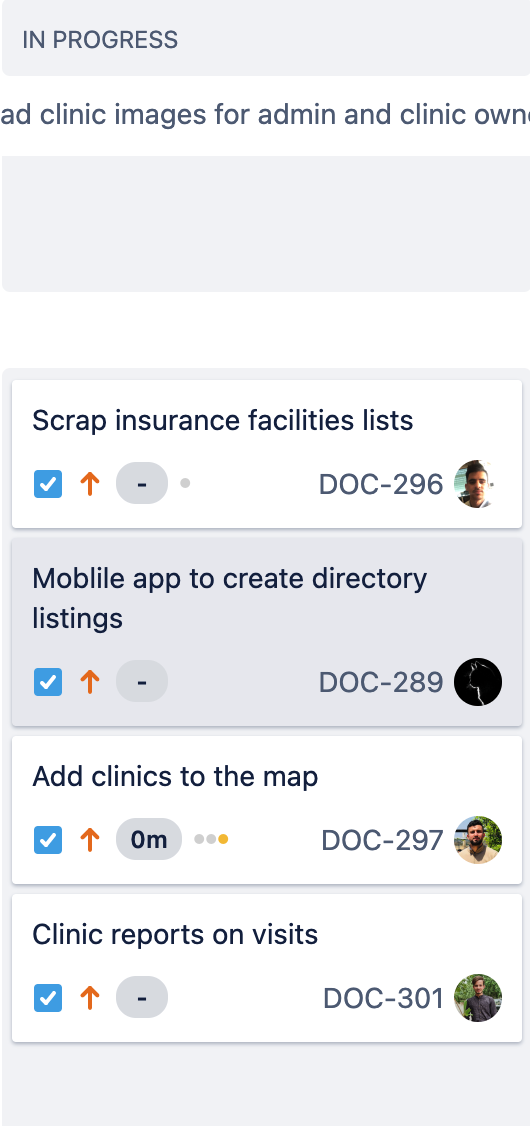 IN PROGRESS
ad clinic images for admin and clinic own
Scrap insurance facilities lists
-
DOC-296
Moblile app to create directory
listings
-
DOC-289
Add clinics to the map
0m
DOC-297
Clinic reports on visits
-
DOC-301